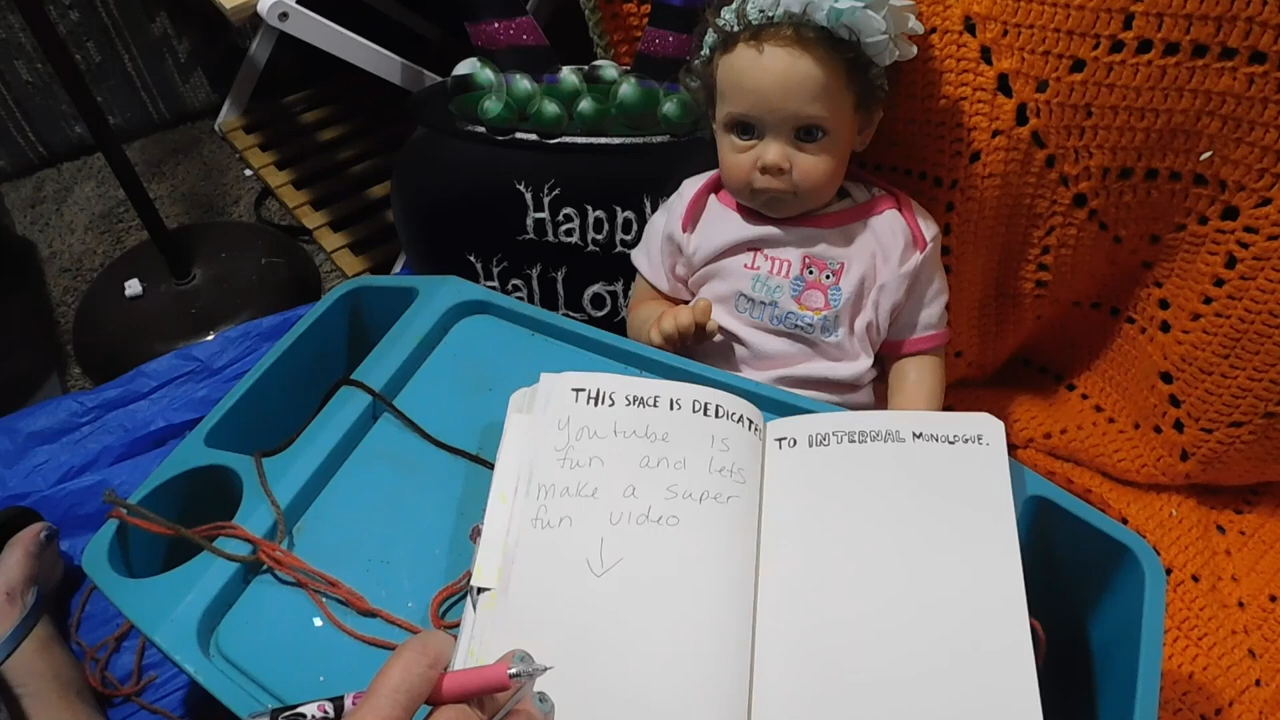 Happy
I'm
the
cutest!
THIS SPACE IS DEDICATED
TO INTERNAL MONOLOGUE.
Youtube is
fun and lets
make a super
fun video